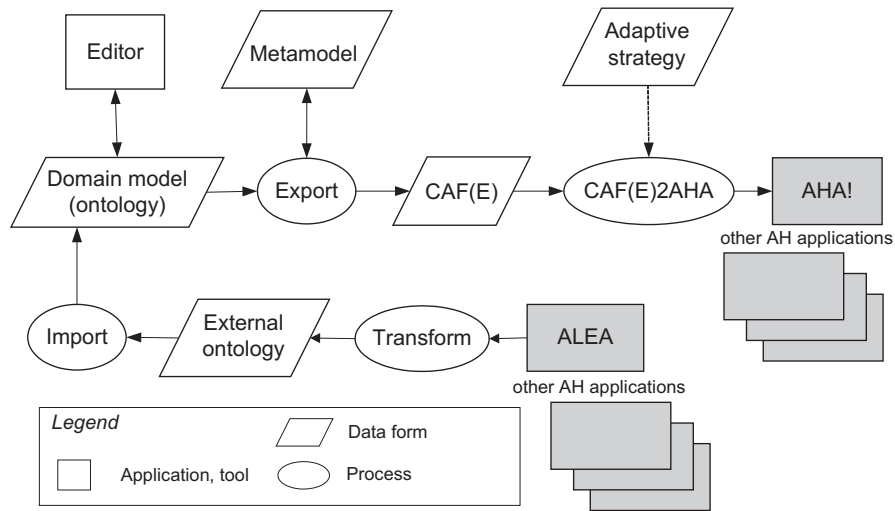 Editor
Metamodel
Adaptive
strategy
Domain model
(ontology)
Export
CAF(E)
CAF(E)2AHA
AHA!
other AH applications
Import
External
ontology
Transform
ALEA
other AH applications
Legend
Data form
Application, tool
Process